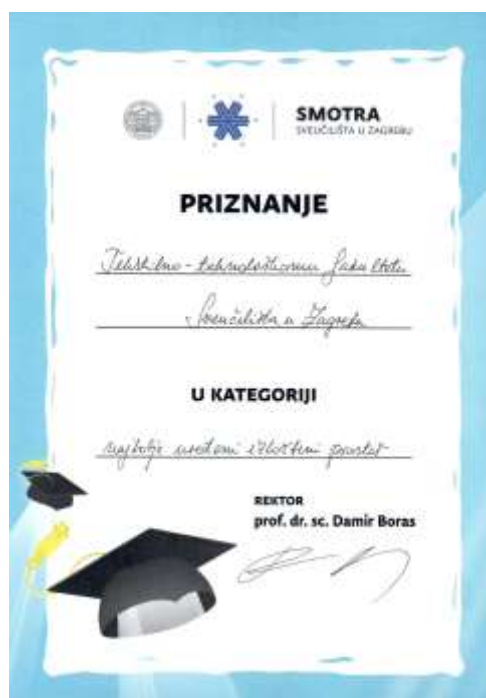 SMOTRA
SVEUČILIŠTA U ZAGREBU
PRIZNANJE
Tekstilno-tehnološkom fakultetu
Sveučilišta u Zagrebu
U KATEGORIJI
najbolje uređeni izložbeni prostor
REKTOR
prof. dr. sc. Damir Boras